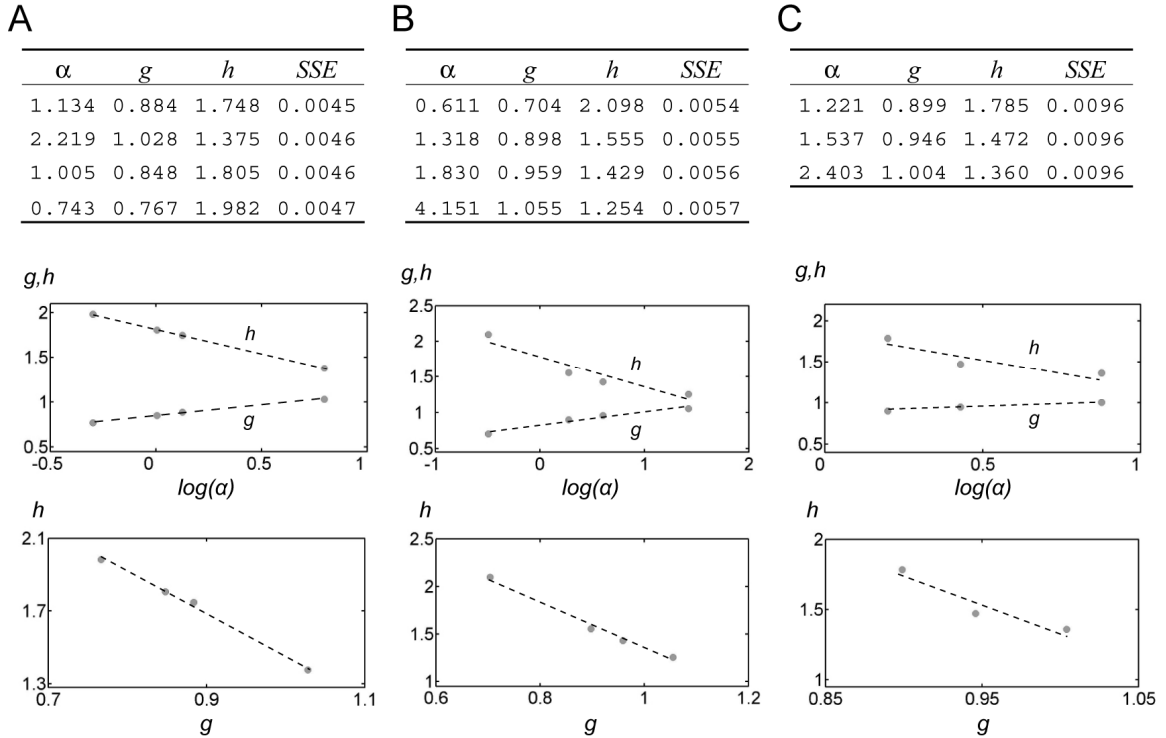 A B C
α g h SSE
1.134 0.884 1.748 0.0045
2.219 1.028 1.375 0.0046
1.005 0.848 1.805 0.0046
0.743 0.767 1.982 0.0047
α g h SSE
0.611 0.704 2.098 0.0054
1.318 0.898 1.555 0.0055
1.830 0.959 1.429 0.0056
4.151 1.055 1.254 0.0057
α g h SSE
1.221 0.899 1.785 0.0096
1.537 0.946 1.472 0.0096
2.403 1.004 1.360 0.0096
g,h
2
1.5
1
0.5
h
g
-0.5 0 0.5 1
log(α)
g,h
2.5
2
1.5
1
0.5
h
g
-1 0 1 2
log(α)
g,h
2
1.5
1
0.5
h
g
0 0.5 1
log(α)
h
2.1
1.7
1.3
0.7 0.9 1.1
g
h
2.5
2
1.5
1
0.6 0.8 1 1.2
g
h
2
1.5
1
0.85 0.95 1.05
g